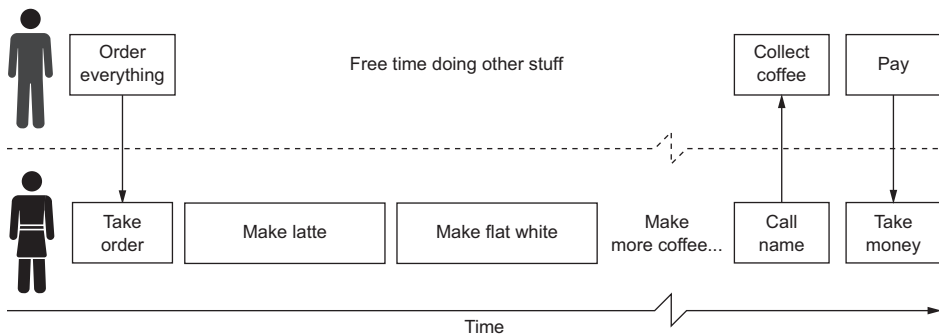 Order
everything
Free time doing other stuff
Collect
coffee
Pay
Take
order
Make latte
Make flat white
Make
more coffee...
Call
name
Take
money
Time